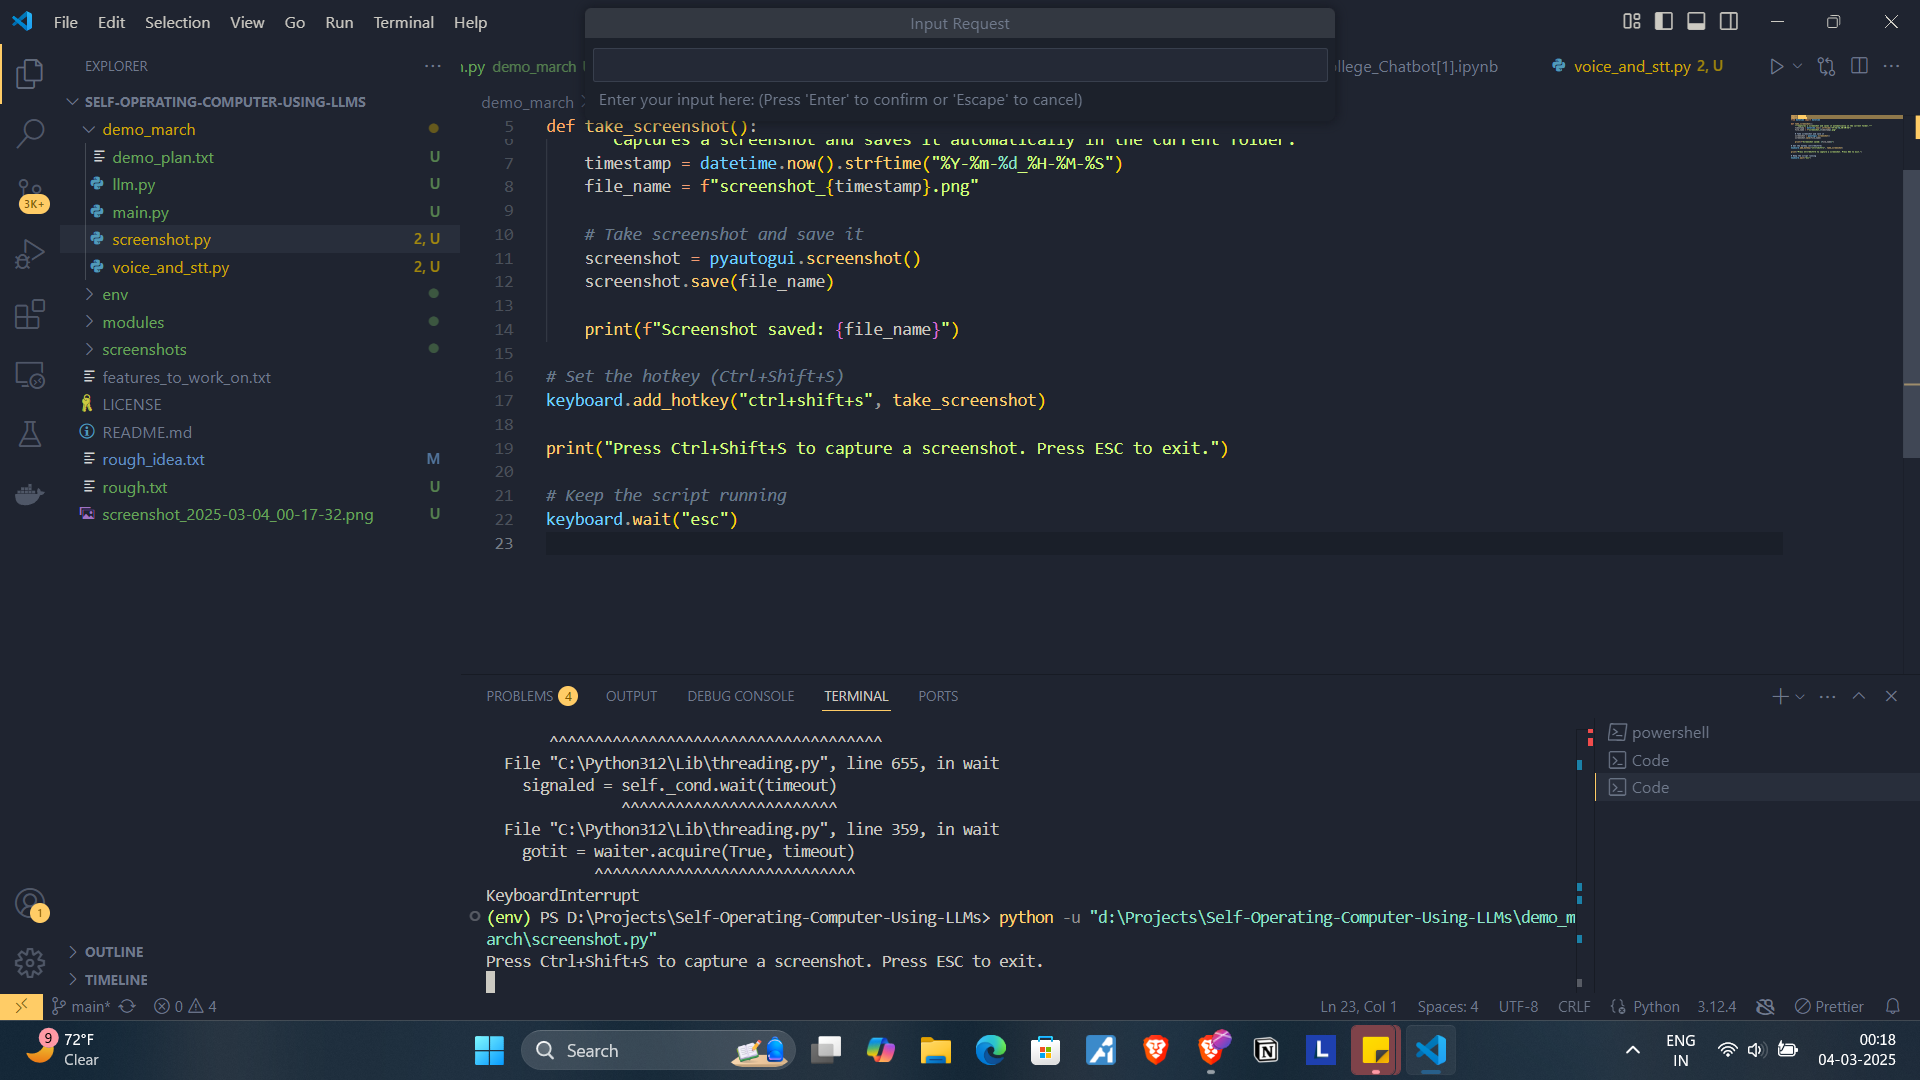 File Edit Selection View Go Run Terminal Help
Input Request
EXPLORER
SELF-OPERATING-COMPUTER-USING-LLMS
demo_march
demo_plan.txt U
llm.py U
main.py U
screenshot.py 2, U
voice_and_stt.py 2, U
env
modules
screenshots
features_to_work_on.txt
LICENSE
README.md
rough_idea.txt M
rough.txt U
screenshot_2025-03-04_00-17-32.png U
3K+
1
OUTLINE
TIMELINE
.py demo_march
llege_Chatbot[1].ipynb
voice_and_stt.py 2, U
demo_march
Enter your input here: (Press 'Enter' to confirm or 'Escape' to cancel)
5 def take_screenshot():
6 Captures a screenshot and saves it automatically in the current folder.
7 timestamp = datetime.now().strftime("%Y-%m-%d_%H-%M-%S")
8 file_name = f"screenshot_{timestamp}.png"
9
10 # Take screenshot and save it
11 screenshot = pyautogui.screenshot()
12 screenshot.save(file_name)
13
14 print(f"Screenshot saved: {file_name}")
15
16 # Set the hotkey (Ctrl+Shift+S)
17 keyboard.add_hotkey("ctrl+shift+s", take_screenshot)
18
19 print("Press Ctrl+Shift+S to capture a screenshot. Press ESC to exit.")
20
21 # Keep the script running
22 keyboard.wait("esc")
23
PROBLEMS 4 OUTPUT DEBUG CONSOLE TERMINAL PORTS
^^^^^^^^^^^^^^^^^^^^^^^^^^^^^^^^^^^^^
File "C:\Python312\Lib\threading.py", line 655, in wait
signaled = self._cond.wait(timeout)
^^^^^^^^^^^^^^^^^^^^^^^^
File "C:\Python312\Lib\threading.py", line 359, in wait
gotit = waiter.acquire(True, timeout)
^^^^^^^^^^^^^^^^^^^^^^^^^^^^^
KeyboardInterrupt
(env) PS D:\Projects\Self-Operating-Computer-Using-LLMs> python -u "d:\Projects\Self-Operating-Computer-Using-LLMs\demo_m
arch\screenshot.py"
Press Ctrl+Shift+S to capture a screenshot. Press ESC to exit.
powershell
Code
Code
main* 0 4
Ln 23, Col 1 Spaces: 4 UTF-8 CRLF Python 3.12.4 Prettier
9
72°F
Clear
Search
L
ENG
IN
00:18
04-03-2025